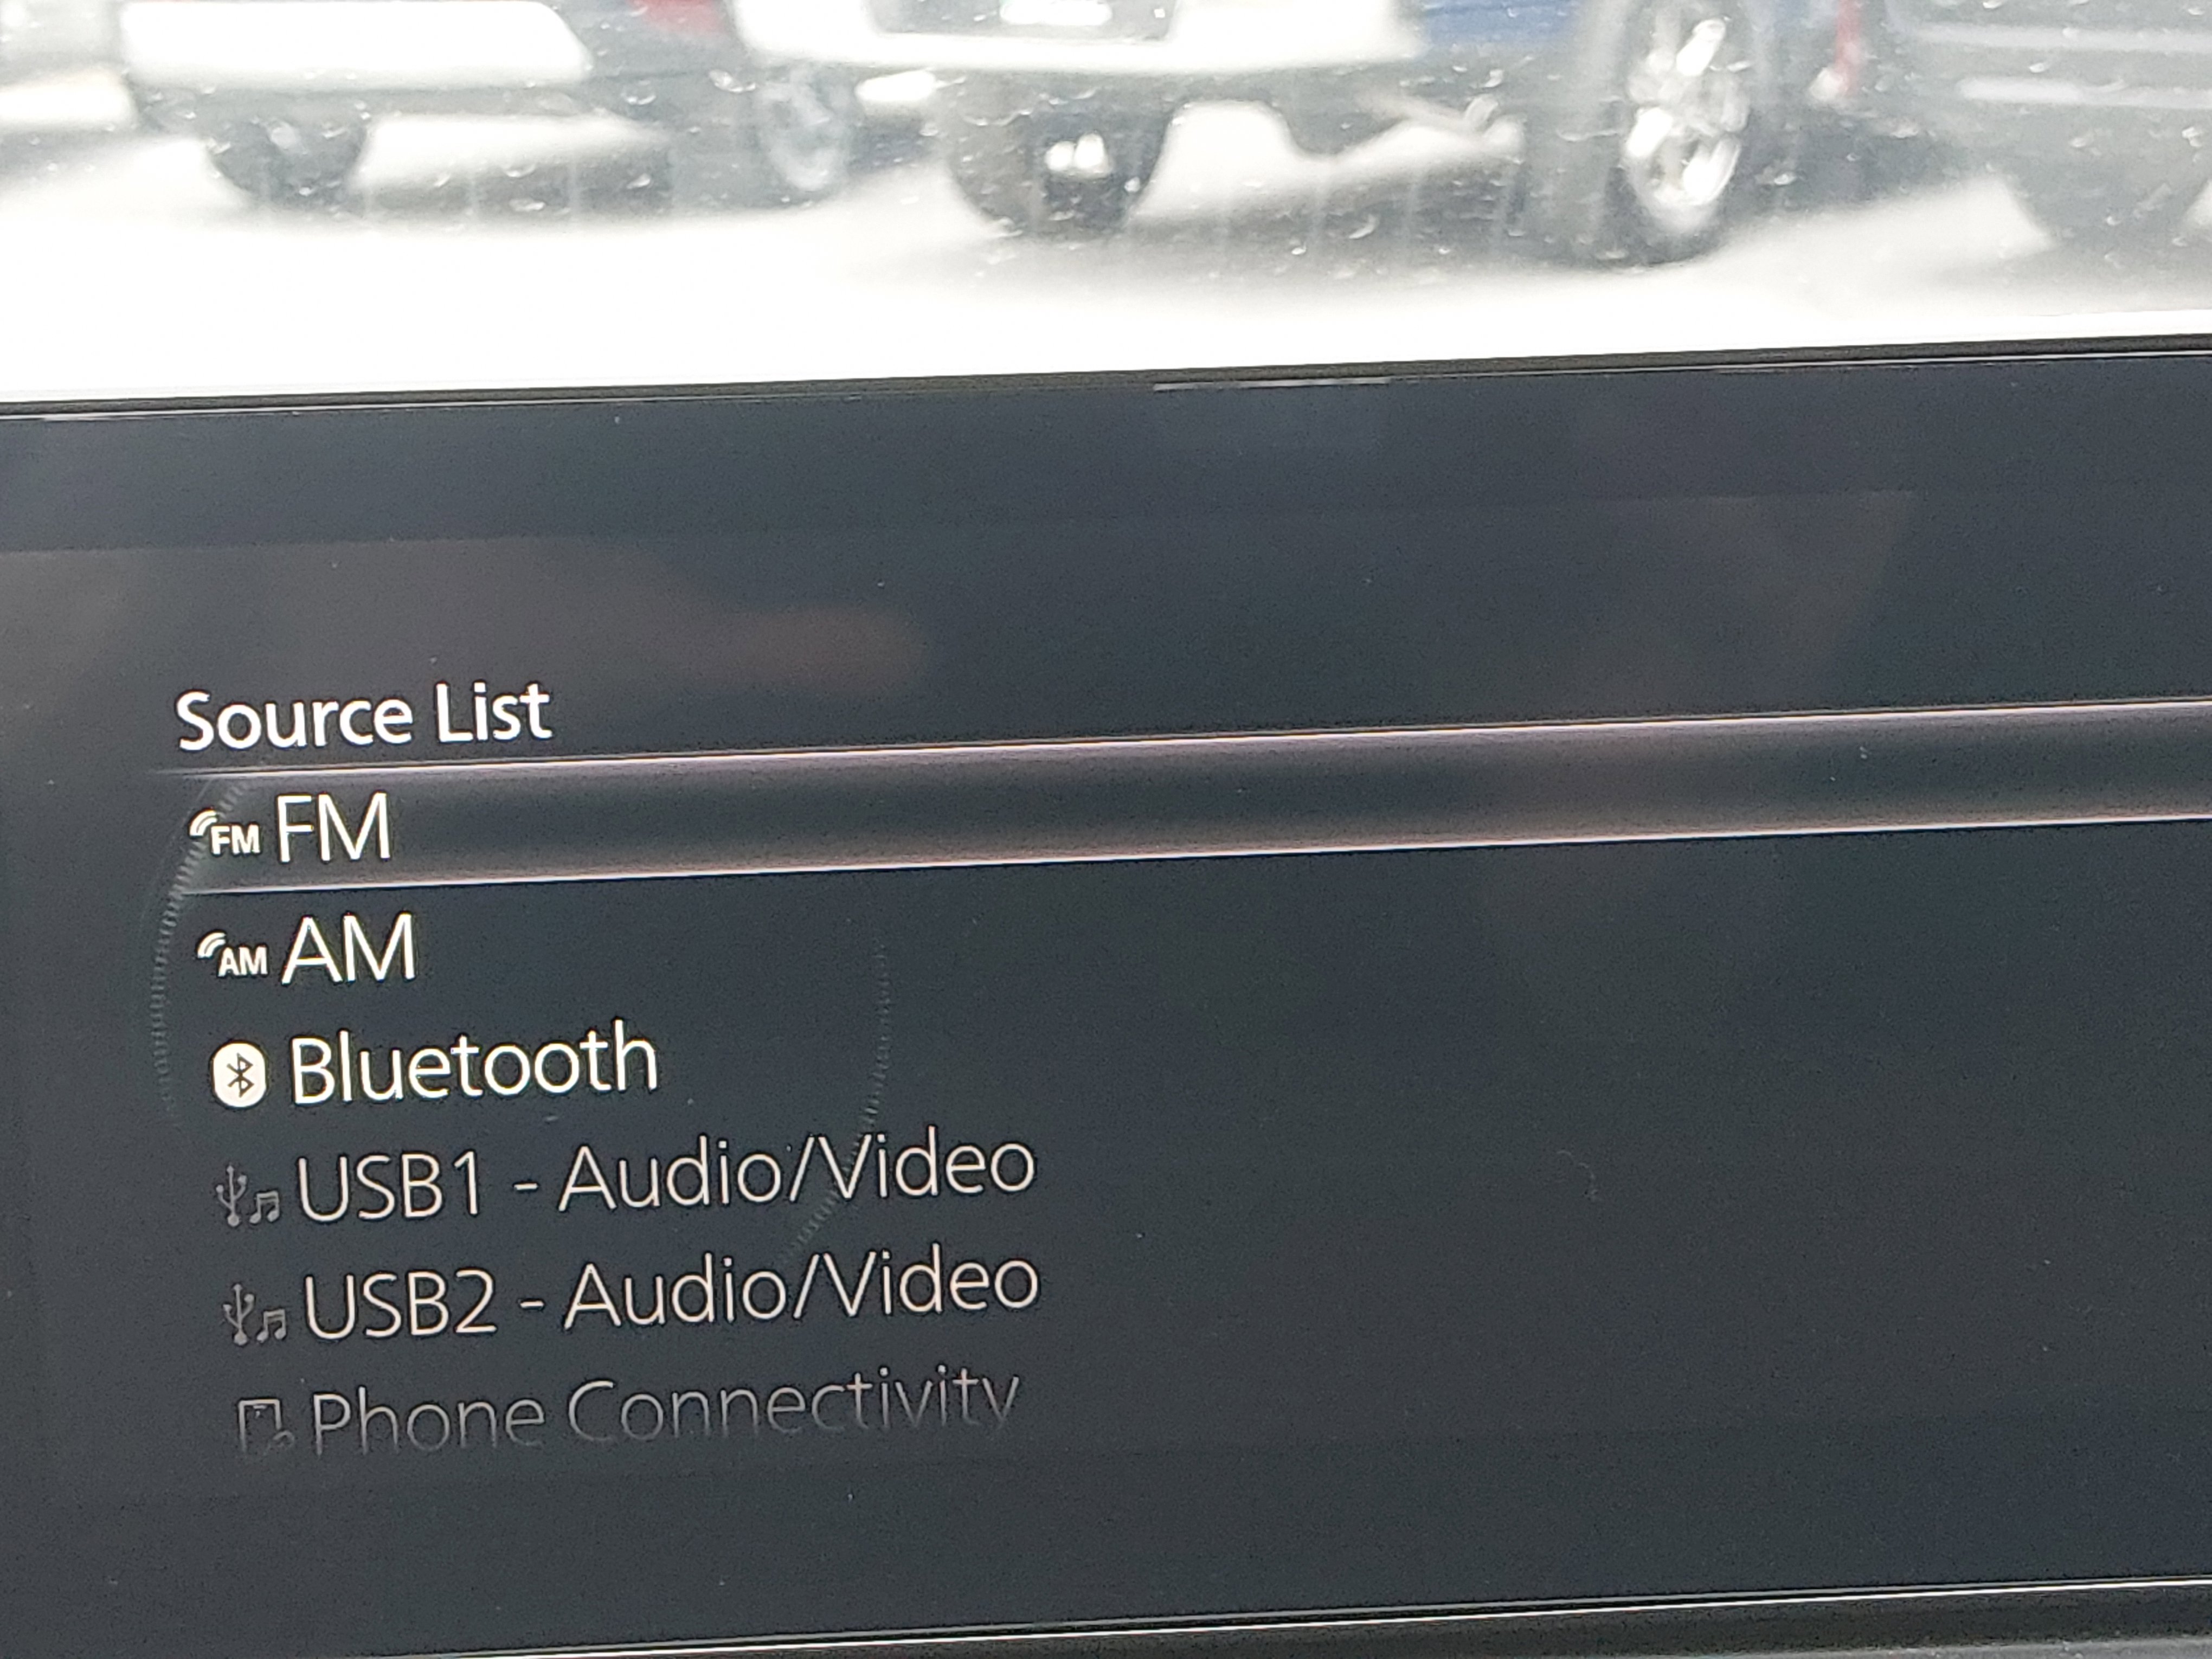 Source List
FM FM
AM AM
Bluetooth
USB1 - Audio/Video
USB2 - Audio/Video
Phone Connectivity